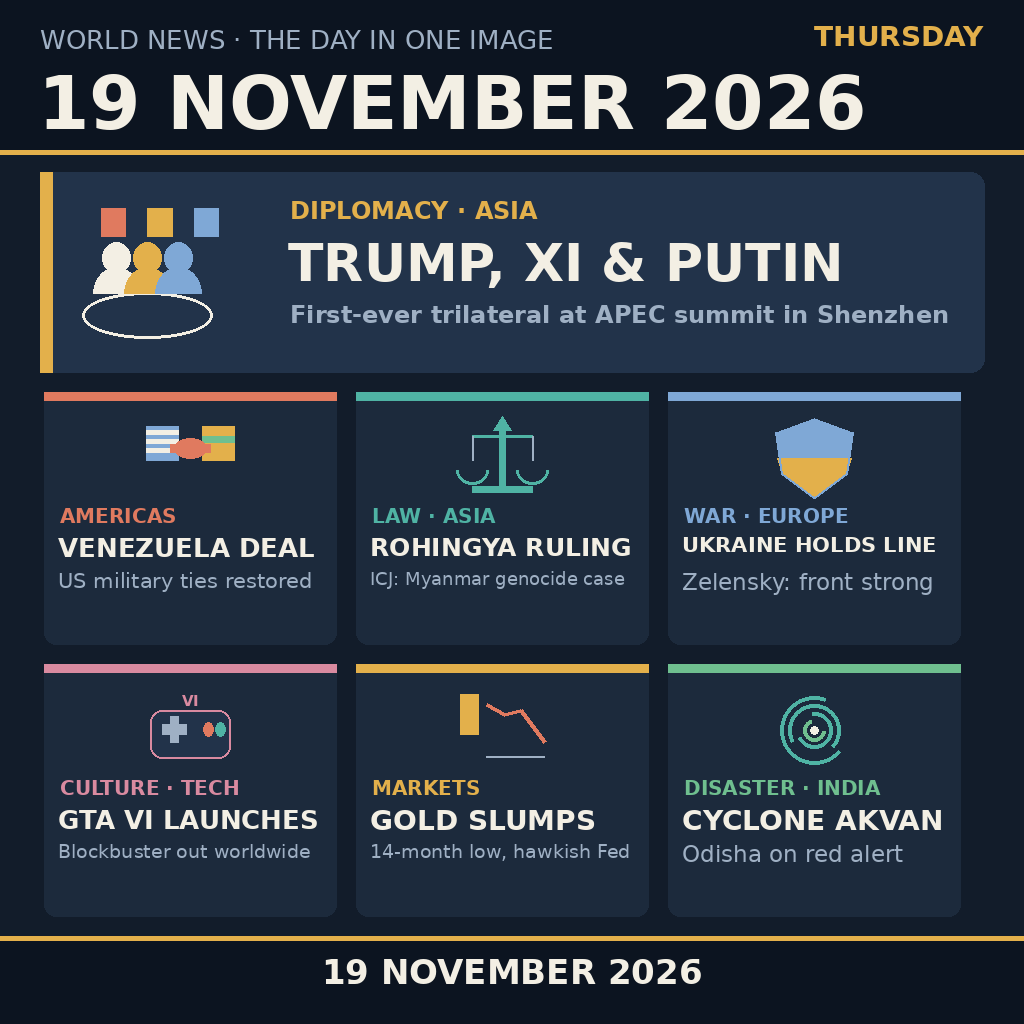 WORLD NEWS · THE DAY IN ONE IMAGE
THURSDAY
19 NOVEMBER 2026
DIPLOMACY · ASIA
TRUMP, XI & PUTIN
First-ever trilateral at APEC summit in Shenzhen
AMERICAS
VENEZUELA DEAL
US military ties restored
LAW · ASIA
ROHINGYA RULING
ICJ: Myanmar genocide case
WAR · EUROPE
UKRAINE HOLDS LINE
Zelensky: front strong
VI
CULTURE · TECH
GTA VI LAUNCHES
Blockbuster out worldwide
MARKETS
GOLD SLUMPS
14-month low, hawkish Fed
DISASTER · INDIA
CYCLONE AKVAN
Odisha on red alert
19 NOVEMBER 2026